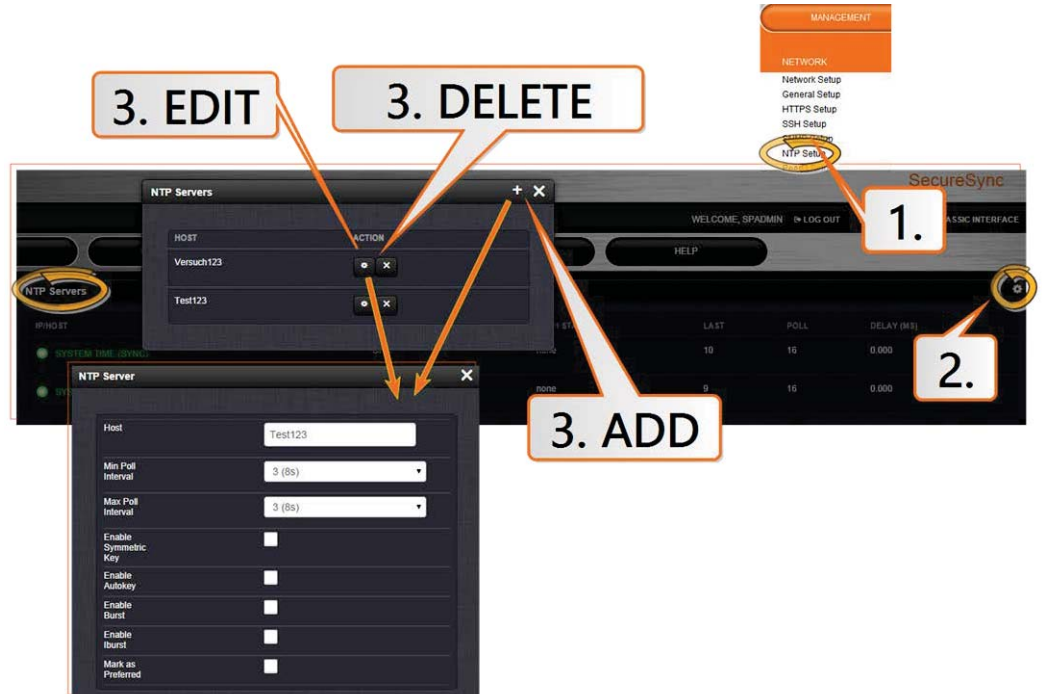 MANAGEMENT
NETWORK
Network Setup
General Setup
HTTPS Setup
SSH Setup
NTP Setup
3. EDIT
3. DELETE
1.
SecureSync
NTP Servers
+ ×
WELCOME, SPADMIN LOG OUT
ASSIC INTERFACE
HOST ACTION
Versuch123
Test123
HELP
NTP Servers
2.
IP/HOST
LAST POLL DELAY (MS)
SYSTEM TIME (SYNC)
none 10 16 0.000
none 9 16 0.000
3. ADD
NTP Server ×
Host Test123
Min Poll
Interval
3 (8s)
Max Poll
Interval
3 (8s)
Enable
Symmetric
Key
Enable
Autokey
Enable
Burst
Enable
Iburst
Mark as
Preferred